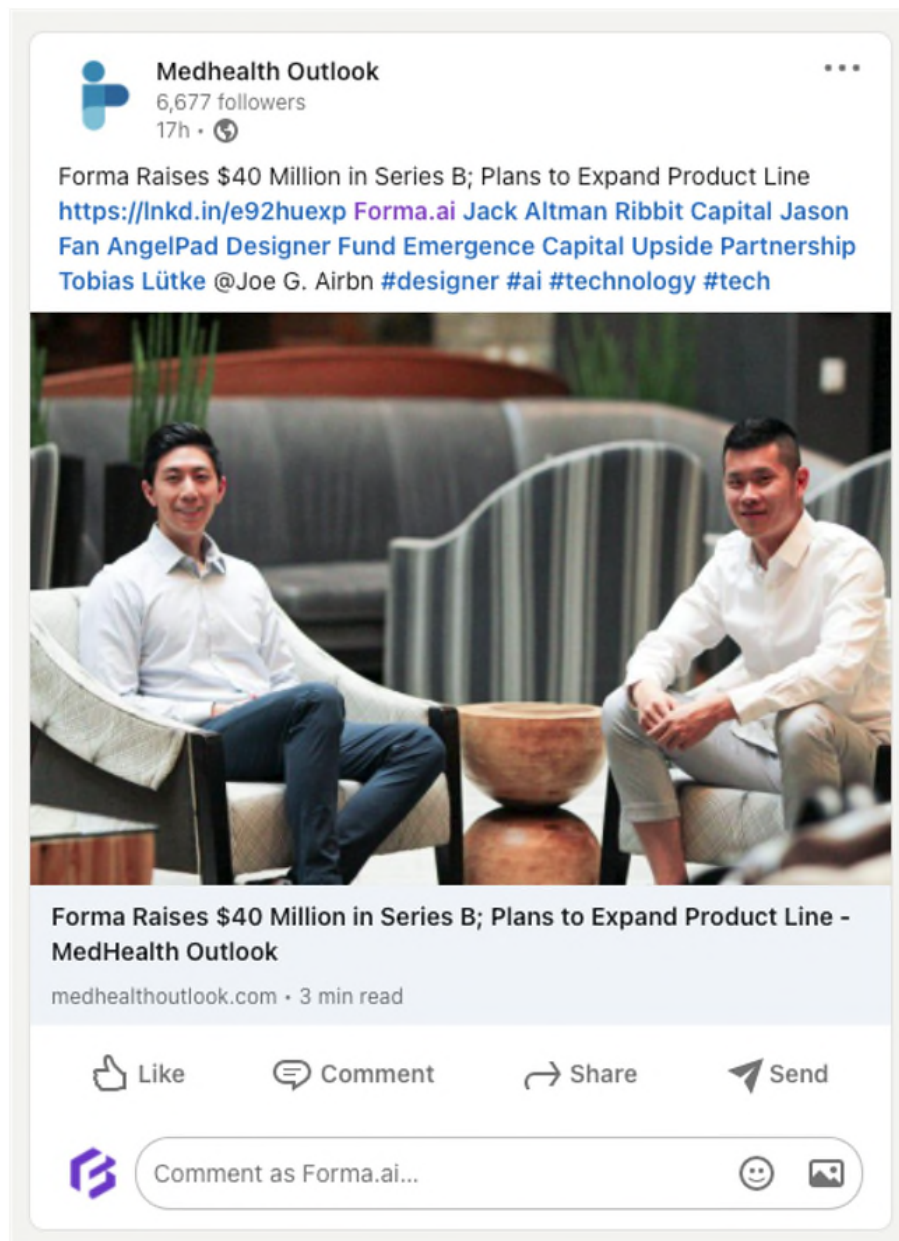 Medhealth Outlook
6,677 followers
17h •
Forma Raises $40 Million in Series B; Plans to Expand Product Line
https://lnkd.in/e92huexp Forma.ai Jack Altman Ribbit Capital Jason
Fan AngelPad Designer Fund Emergence Capital Upside Partnership
Tobias Lütke @Joe G. Airbn #designer #ai #technology #tech
Forma Raises $40 Million in Series B; Plans to Expand Product Line -
MedHealth Outlook
medhealthoutlook.com • 3 min read
Like Comment Share Send
Comment as Forma.ai...